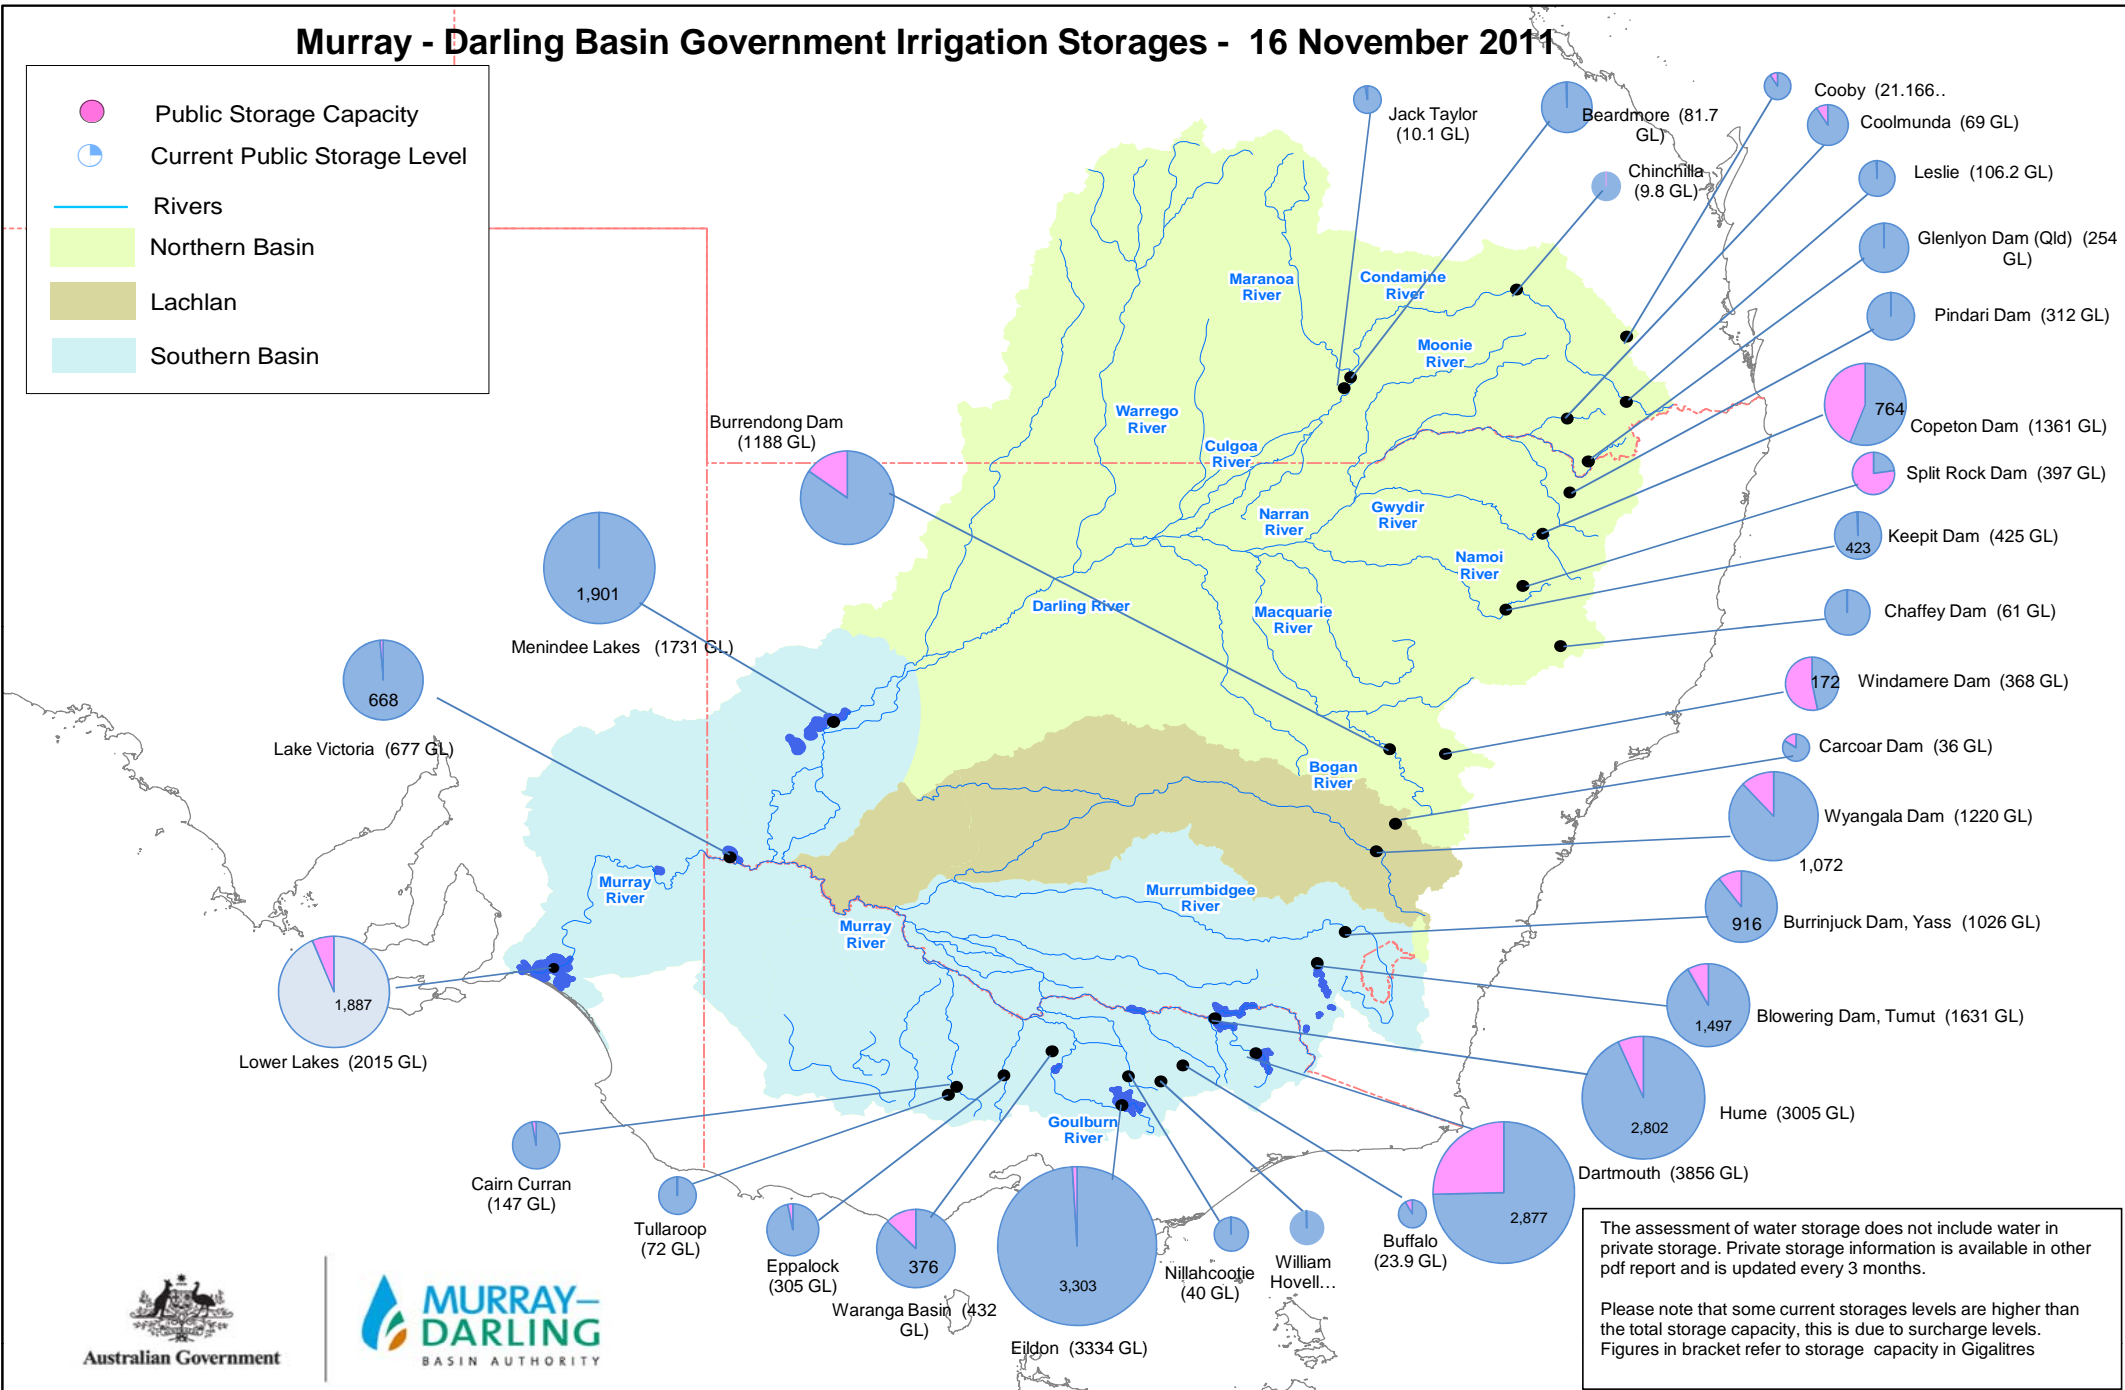 Murray - Darling Basin Government Irrigation Storages -  16 November 2011
Public Storage Capacity
Current Public Storage Level
Rivers
Northern Basin
Lachlan
Southern Basin
Jack Taylor
(10.1 GL)
Beardmore (81.7
GL)
Cooby (21.166..
Coolmunda (69 GL)
Chinchilla
(9.8 GL)
Leslie (106.2 GL)
Glenlyon Dam (Qld) (254
GL)
Pindari Dam (312 GL)
764
Copeton Dam (1361 GL)
Split Rock Dam (397 GL)
423
Keepit Dam (425 GL)
Chaffey Dam (61 GL)
172
Windamere Dam (368 GL)
Carcoar Dam (36 GL)
Wyangala Dam (1220 GL)
1,072
916
Burrinjuck Dam, Yass (1026 GL)
1,497
Blowering Dam, Tumut (1631 GL)
2,802
Hume (3005 GL)
Dartmouth (3856 GL)
2,877
Burrendong Dam
(1188 GL)
1,901
Menindee Lakes (1731 GL)
668
Lake Victoria (677 GL)
1,887
Lower Lakes (2015 GL)
Maranoa
River
Condamine
River
Moonie
River
Warrego
River
Culgoa
River
Narran
River
Gwydir
River
Namoi
River
Darling River
Macquarie
River
Bogan
River
Murray
River
Murrumbidgee
River
Murray
River
Goulburn
River
Cairn Curran
(147 GL)
Tullaroop
(72 GL)
Eppalock
(305 GL)
376
Waranga Basin (432
GL)
3,303
Eildon (3334 GL)
Nillahcootie
(40 GL)
William
Hovell...
Buffalo
(23.9 GL)
The assessment of water storage does not include water in
private storage. Private storage information is available in other
pdf report and is updated every 3 months.
Please note that some current storages levels are higher than
the total storage capacity, this is due to surcharge levels.
Figures in bracket refer to storage capacity in Gigalitres
Australian Government
MURRAY–
DARLING
BASIN AUTHORITY